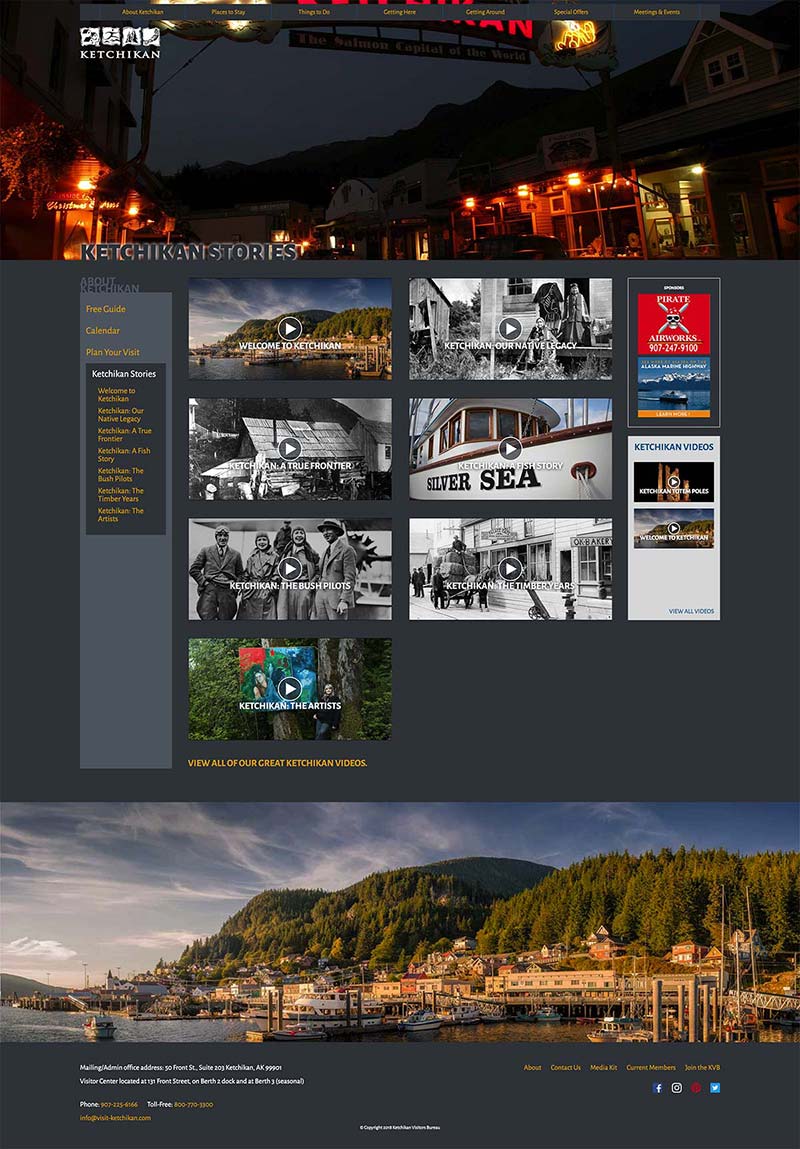 About Ketchikan
Places to Stay
Things to Do
Getting Here
Getting Around
Special Offers
Meetings & Events
KETCHIKAN
The Salmon Capital of the World
KETCHIKAN
KETCHIKAN STORIES
ABOUT
KETCHIKAN
Free Guide
Calendar
Plan Your Visit
Ketchikan Stories
Welcome to
Ketchikan
Ketchikan: Our
Native Legacy
Ketchikan: A True
Frontier
Ketchikan: A Fish
Story
Ketchikan: The
Bush Pilots
Ketchikan: The
Timber Years
Ketchikan: The
Artists
WELCOME TO KETCHIKAN
KETCHIKAN: OUR NATIVE LEGACY
KETCHIKAN: A TRUE FRONTIER
KETCHIKAN: A FISH STORY
SILVER SEA
KETCHIKAN: THE BUSH PILOTS
KETCHIKAN: THE TIMBER YEARS
OK BAKERY
KETCHIKAN: THE ARTISTS
VIEW ALL OF OUR GREAT KETCHIKAN VIDEOS.
SPONSORS
PIRATE
AIRWORKS
907-247-9100
ALASKA MARINE HIGHWAY
LEARN MORE
KETCHIKAN VIDEOS
KETCHIKAN TOTEM POLES
WELCOME TO KETCHIKAN
VIEW ALL VIDEOS
Mailing/Admin office address: 50 Front St., Suite 203 Ketchikan, AK 99901
Visitor Center located at 131 Front Street, on Berth 2 dock and at Berth 3 (seasonal)
Phone: 907-225-6166 Toll-Free: 800-770-3300
info@visit-ketchikan.com
About
Contact Us
Media Kit
Current Members
Join the KVB
© Copyright 2018 Ketchikan Visitors Bureau